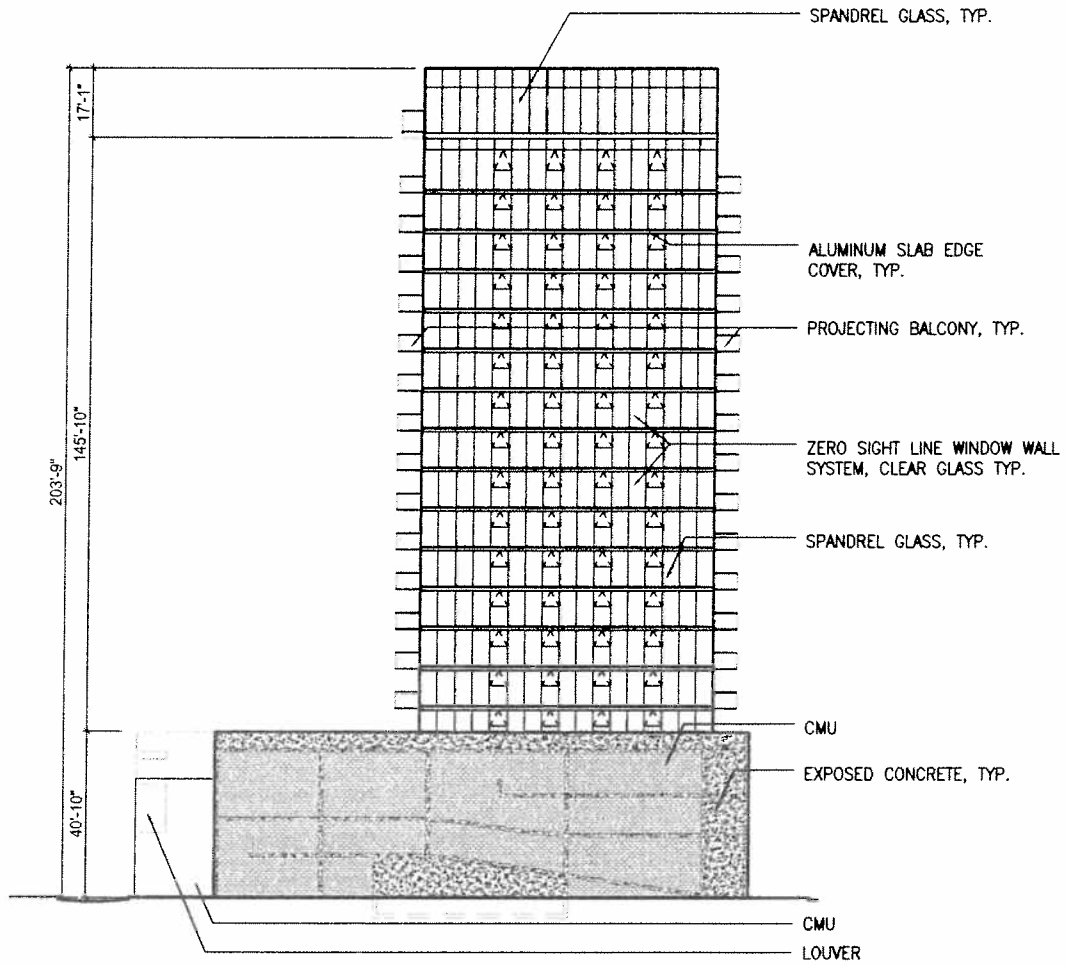 SPANDREL GLASS, TYP.
17'-1"
ALUMINUM SLAB EDGE
COVER, TYP.
PROJECTING BALCONY, TYP.
203'-9"
145'-10"
ZERO SIGHT LINE WINDOW WALL
SYSTEM, CLEAR GLASS TYP.
SPANDREL GLASS, TYP.
CMU
EXPOSED CONCRETE, TYP.
40'-10"
CMU
LOUVER